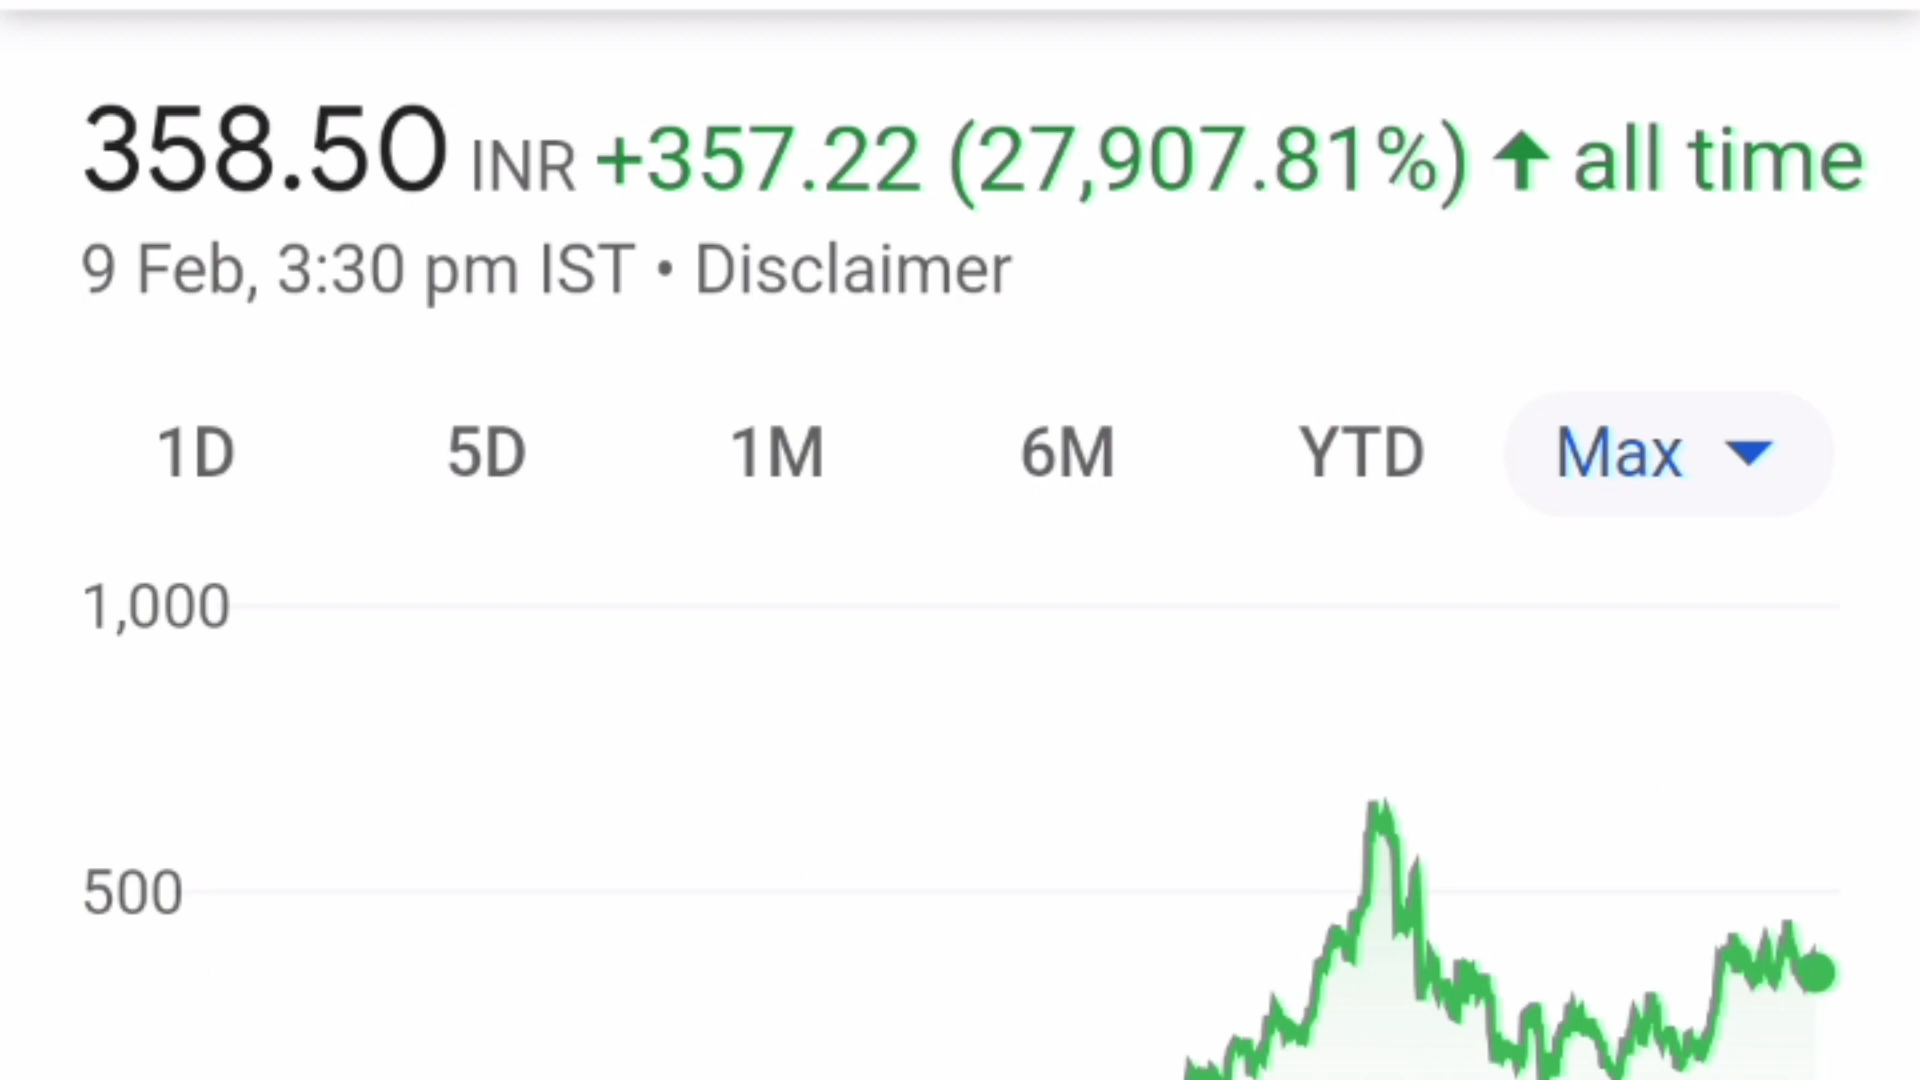 358.50 INR +357.22 (27,907.81%) ↑ all time
9 Feb, 3:30 pm IST • Disclaimer
1D 5D 1M 6M YTD Max
1,000
500